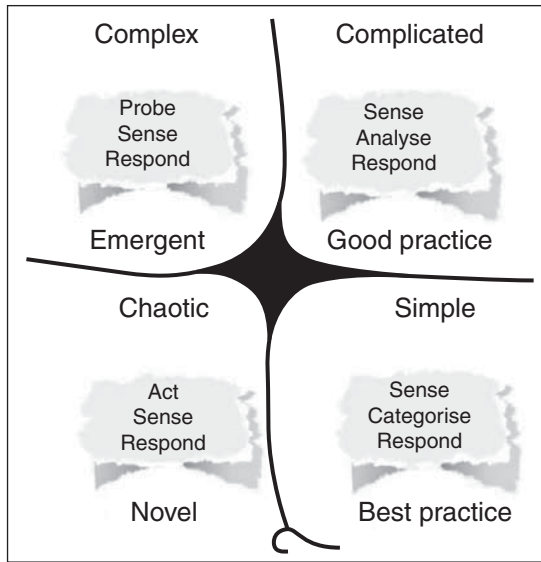 Complex
Probe
Sense
Respond
Emergent
Complicated
Sense
Analyse
Respond
Good practice
Chaotic
Act
Sense
Respond
Novel
Simple
Sense
Categorise
Respond
Best practice